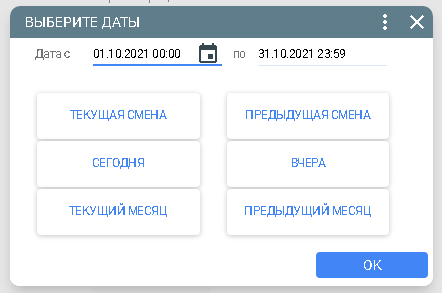 ВЫБЕРИТЕ ДАТЫ
Дата с 01.10.2021 00:00 по 31.10.2021 23:59
ТЕКУЩАЯ СМЕНА ПРЕДЫДУЩАЯ СМЕНА
СЕГОДНЯ ВЧЕРА
ТЕКУЩИЙ МЕСЯЦ ПРЕДЫДУЩИЙ МЕСЯЦ
OK